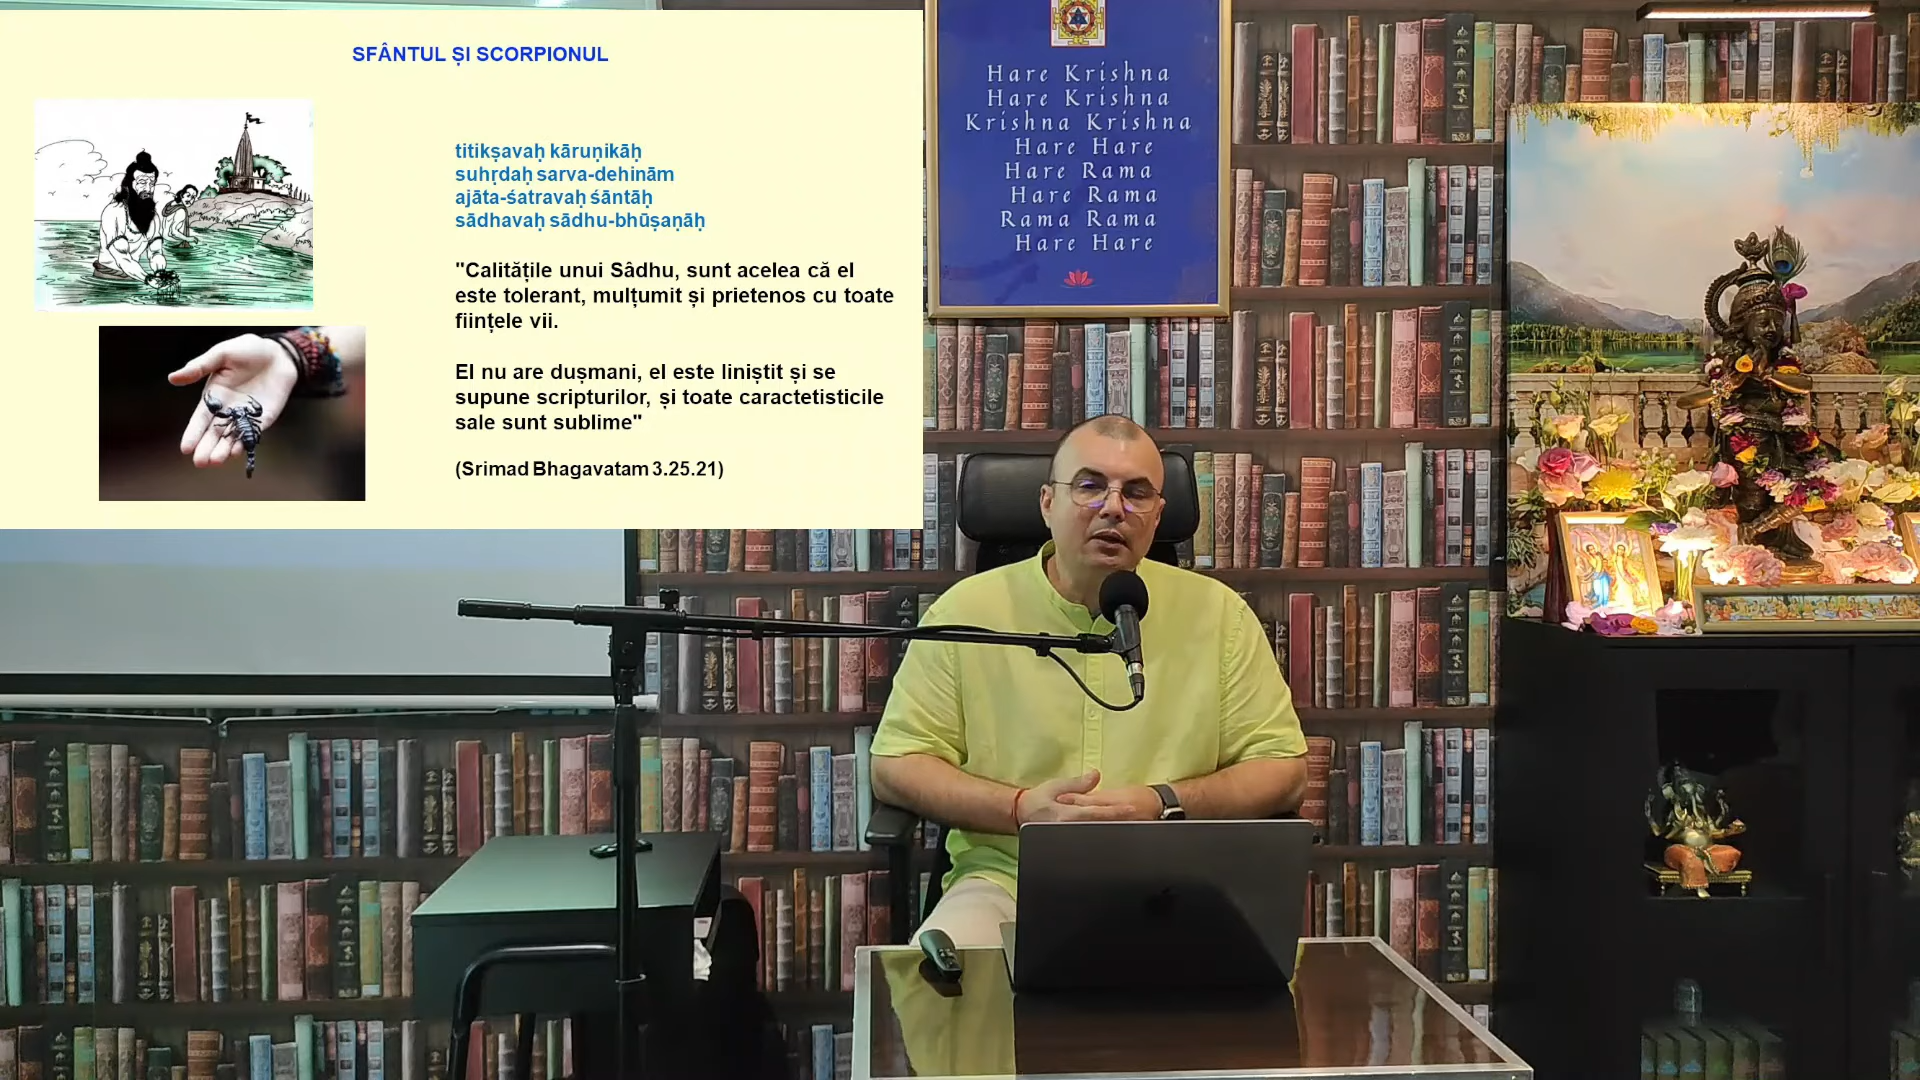 SFÂNTUL ȘI SCORPIONUL
titikṣavaḥ kāruṇikāḥ
suhṛdaḥ sarva-dehinām
ajāta-śatravaḥ śāntāḥ
sādhavaḥ sādhu-bhūṣaṇāḥ
"Calitățile unui Sâdhu, sunt acelea că el
este tolerant, mulțumit și prietenos cu toate
ființele vii.
El nu are dușmani, el este liniștit și se
supune scripturilor, și toate caractetisticile
sale sunt sublime"
(Srimad Bhagavatam 3.25.21)
Hare Krishna
Hare Krishna
Krishna Krishna
Hare Hare
Hare Rama
Hare Rama
Rama Rama
Hare Hare